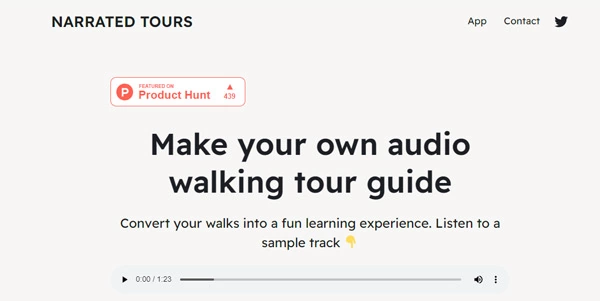 NARRATED TOURS
App Contact
FEATURED ON
Product Hunt
439
Make your own audio
walking tour guide
Convert your walks into a fun learning experience. Listen to a
sample track 👇
0:00 / 1:23